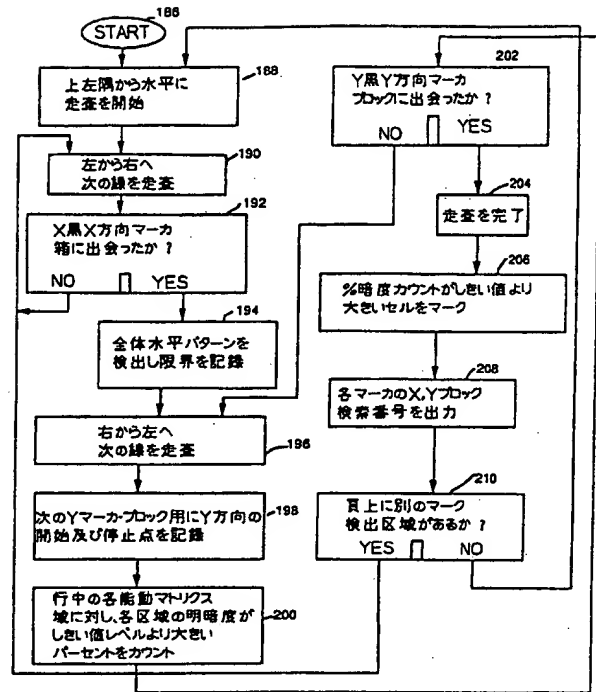 START
186
上左隅から水平に
走査を開始
188
左から右へ
次の線を走査
190
X黒X方向マーカ
箱に出会ったか？
192
NO
YES
全体水平パターンを
検出し限界を記録
194
右から左へ
次の線を走査
196
次のYマーカ・ブロック用にY方向の
開始及び停止点を記録
198
行中の各能動マトリクス
域に対し、各区域の明暗度が
しきい値レベルより大きい
パーセントをカウント
200
Y黒Y方向マーカ
ブロックに出会ったか？
202
NO
YES
走査を完了
204
%暗度カウントがしきい値より
大きいセルをマーク
206
各マーカのX,Yブロック
検索番号を出力
208
頁上に別のマーク
検出区域があるか？
210
YES
NO